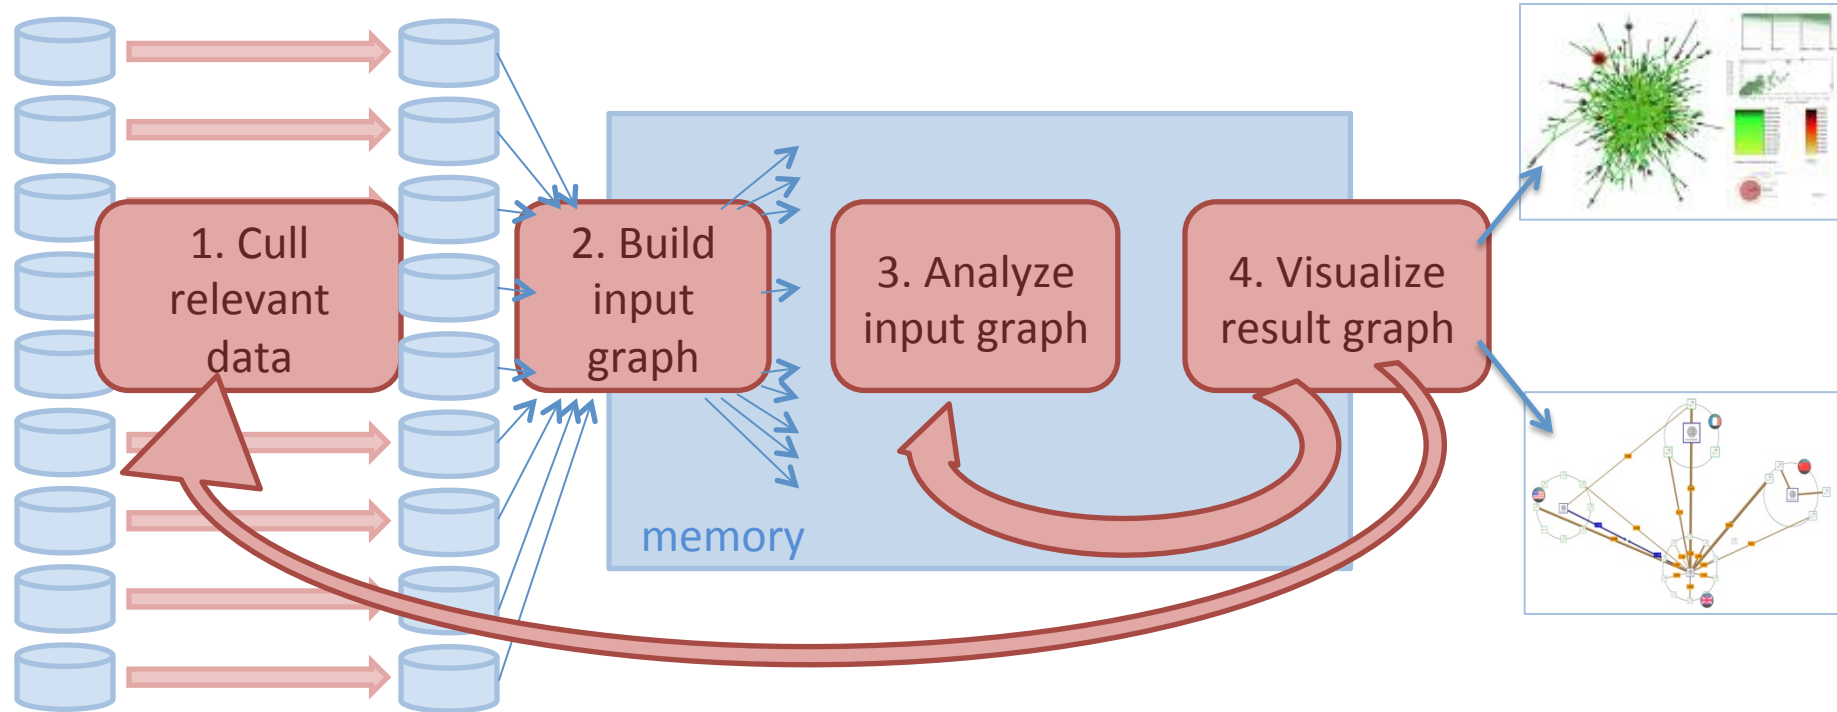 1. Cull
relevant
data
2. Build
input
graph
3. Analyze
input graph
4. Visualize
result graph
memory